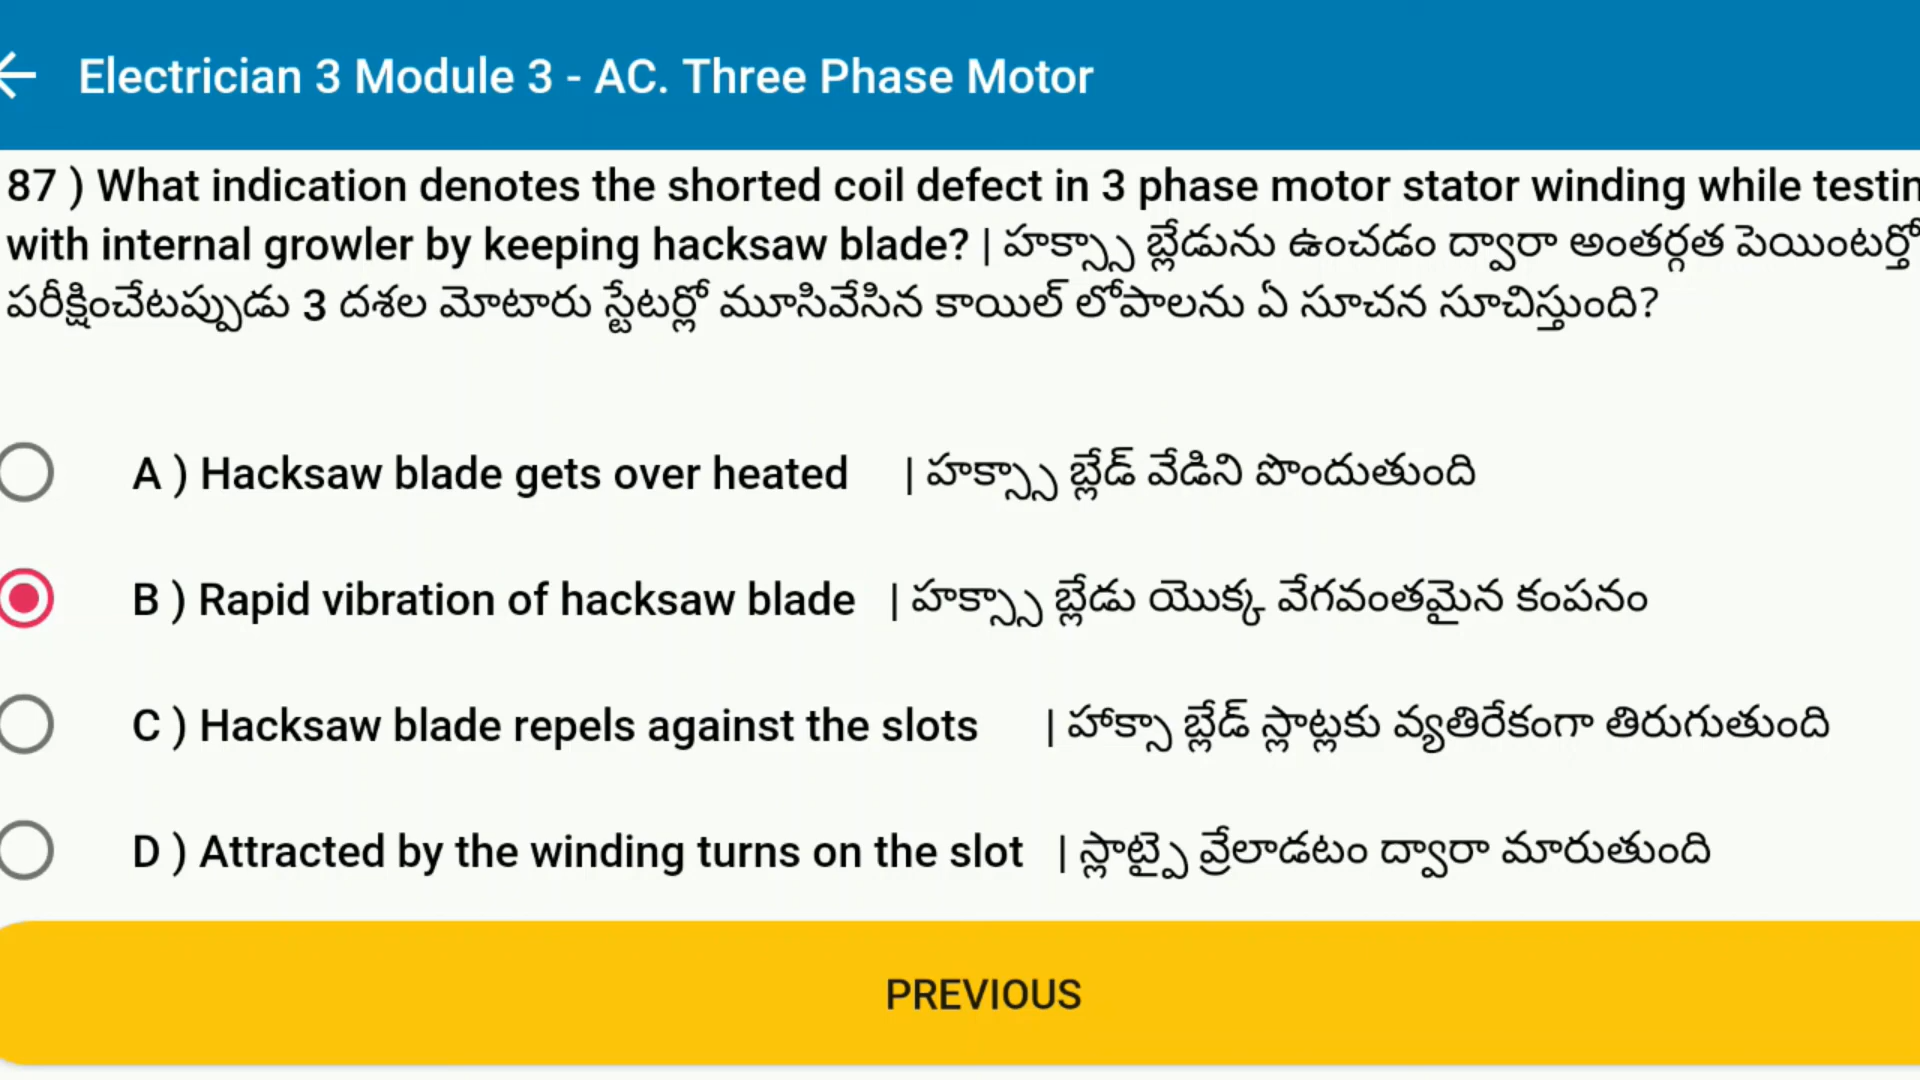 Electrician 3 Module 3 - AC. Three Phase Motor
87 ) What indication denotes the shorted coil defect in 3 phase motor stator winding while testin
with internal growler by keeping hacksaw blade? | హక్స్సా బ్లేడును ఉంచడం ద్వారా అంతర్గత పెయింటర్తో
పరీక్షించేటప్పుడు 3 దశల మోటారు స్టేటర్లో మూసివేసిన కాయిల్ లోపాలను ఏ సూచన సూచిస్తుంది?
A ) Hacksaw blade gets over heated | హక్స్సా బ్లేడ్ వేడిని పొందుతుంది
B ) Rapid vibration of hacksaw blade | హక్స్సా బ్లేడు యొక్క వేగవంతమైన కంపనం
C ) Hacksaw blade repels against the slots | హాక్సా బ్లేడ్ స్లాట్లకు వ్యతిరేకంగా తిరుగుతుంది
D ) Attracted by the winding turns on the slot | స్లాట్పై వ్రేలాడటం ద్వారా మారుతుంది
PREVIOUS